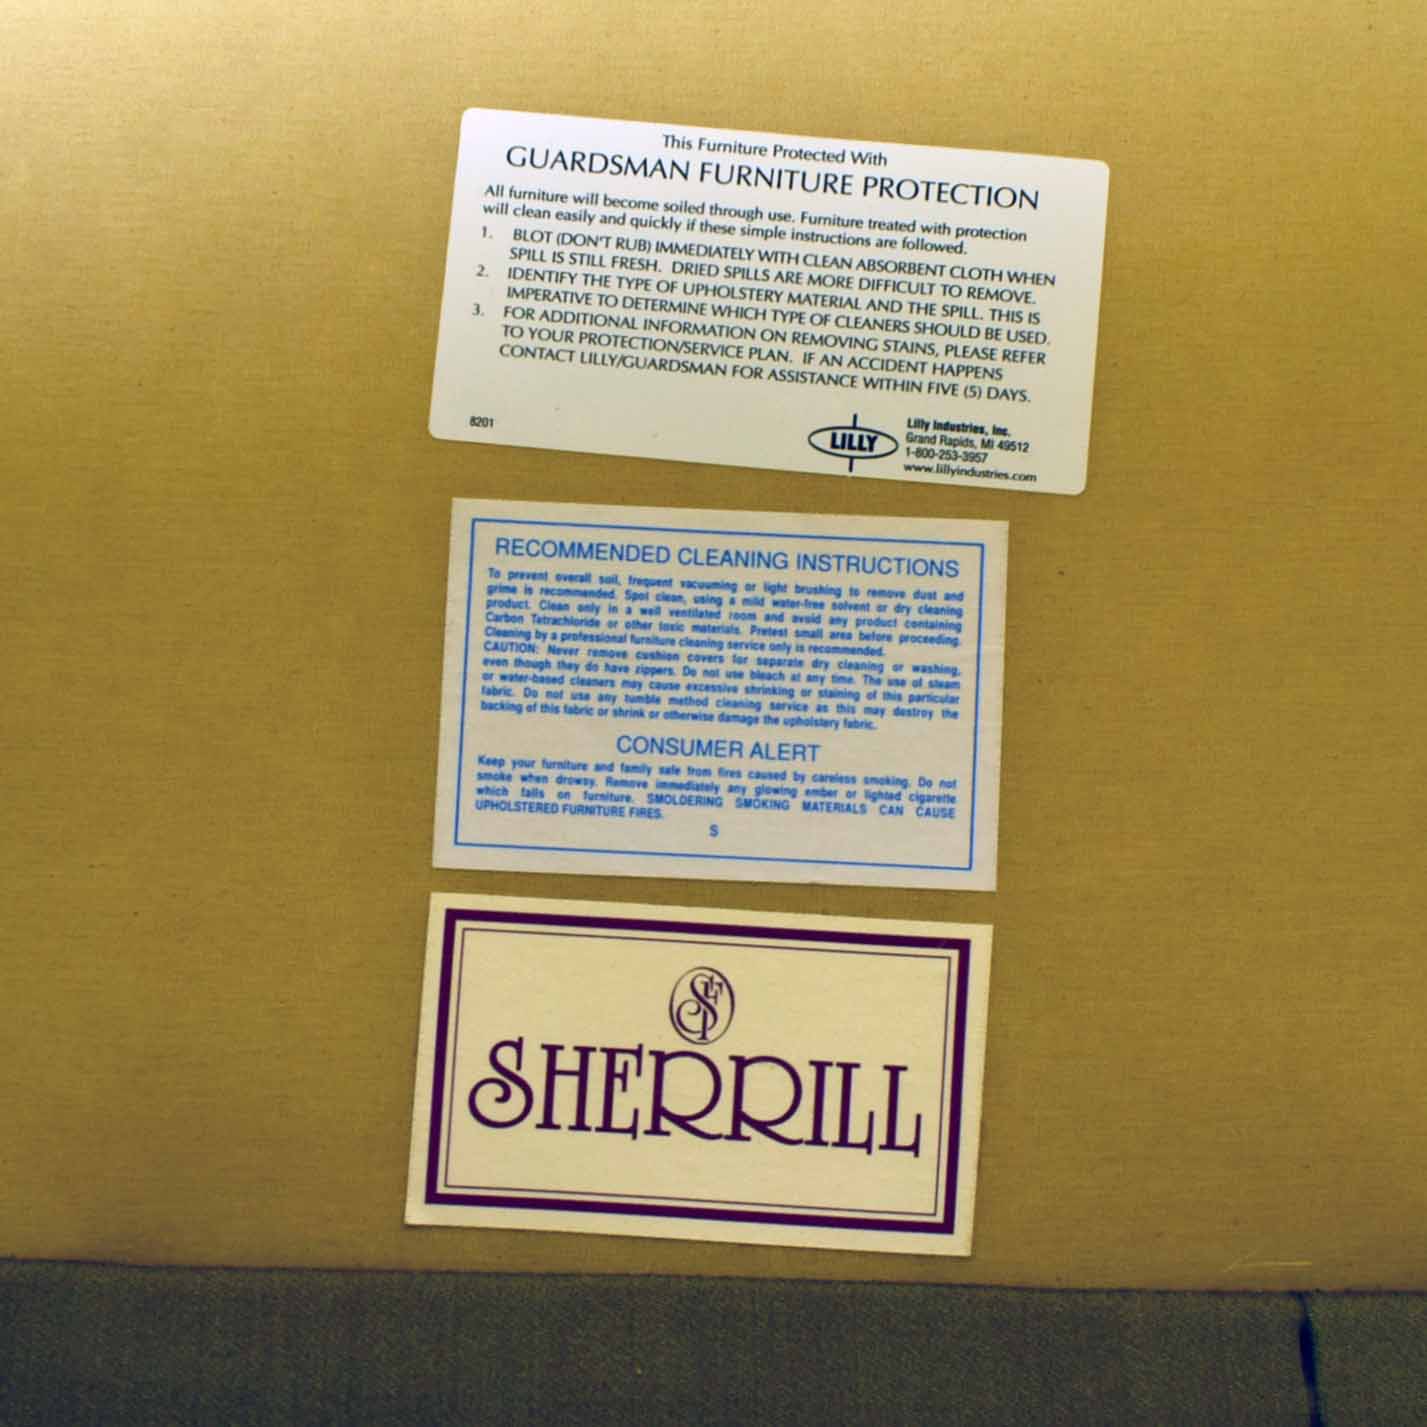 This Furniture Protected With
GUARDSMAN FURNITURE PROTECTION
All furniture will become soiled through use. Furniture treated with protection
will clean easily and quickly if these simple instructions are followed.
1. BLOT (DON'T RUB) IMMEDIATELY WITH CLEAN ABSORBENT CLOTH WHEN
SPILL IS STILL FRESH. DRIED SPILLS ARE MORE DIFFICULT TO REMOVE.
2. IDENTIFY THE TYPE OF UPHOLSTERY MATERIAL AND THE SPILL. THIS IS
IMPERATIVE TO DETERMINE WHICH TYPE OF CLEANERS SHOULD BE USED.
3. FOR ADDITIONAL INFORMATION ON REMOVING STAINS, PLEASE REFER
TO YOUR PROTECTION/SERVICE PLAN. IF AN ACCIDENT HAPPENS
CONTACT LILLY/GUARDSMAN FOR ASSISTANCE WITHIN FIVE (5) DAYS.
8201
LILLY
Lilly Industries, Inc.
Grand Rapids, MI 49512
1-800-253-3957
www.lillyindustries.com
RECOMMENDED CLEANING INSTRUCTIONS
To prevent overall soil, frequent vacuuming or light brushing to remove dust and
grime is recommended. Spot clean, using a mild water-free solvent or dry cleaning
product. Clean only in a well ventilated room and avoid any product containing
Carbon Tetrachloride or other toxic materials. Pretest small area before proceeding.
Cleaning by a professional furniture cleaning service only is recommended.
CAUTION: Never remove cushion covers for separate dry cleaning or washing,
even though they do have zippers. Do not use bleach at any time. The use of steam
or water-based cleaners may cause excessive shrinking or staining of this particular
fabric. Do not use any tumble method cleaning service as this may destroy the
backing of this fabric or shrink or otherwise damage the upholstery fabric.
CONSUMER ALERT
Keep your furniture and family safe from fires caused by careless smoking. Do not
smoke when drowsy. Remove immediately any glowing ember or lighted cigarette
which falls on furniture. SMOLDERING SMOKING MATERIALS CAN CAUSE
UPHOLSTERED FURNITURE FIRES.
S
SF
SHERRILL